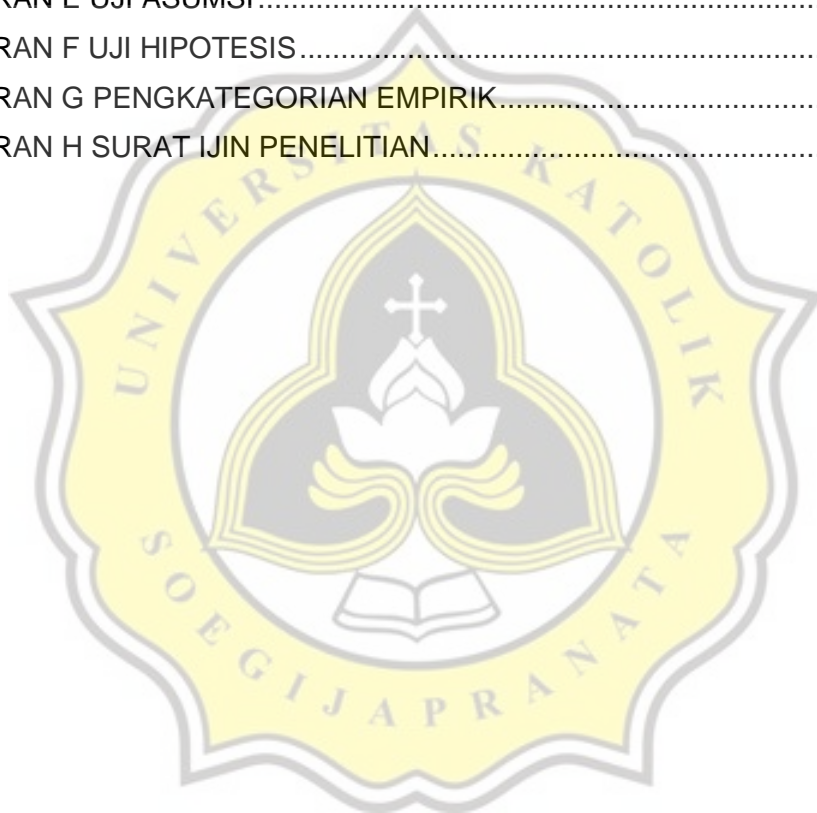 RAN E UJI ASUMSI.......................................................................
RAN F UJI HIPOTESIS..................................................................
RAN G PENGKATEGORIAN EMPIRIK..........................................
RAN H SURAT IJIN PENELITIAN..................................................
UNIVERSITAS KATOLIK
SOEGIJAPRANATA